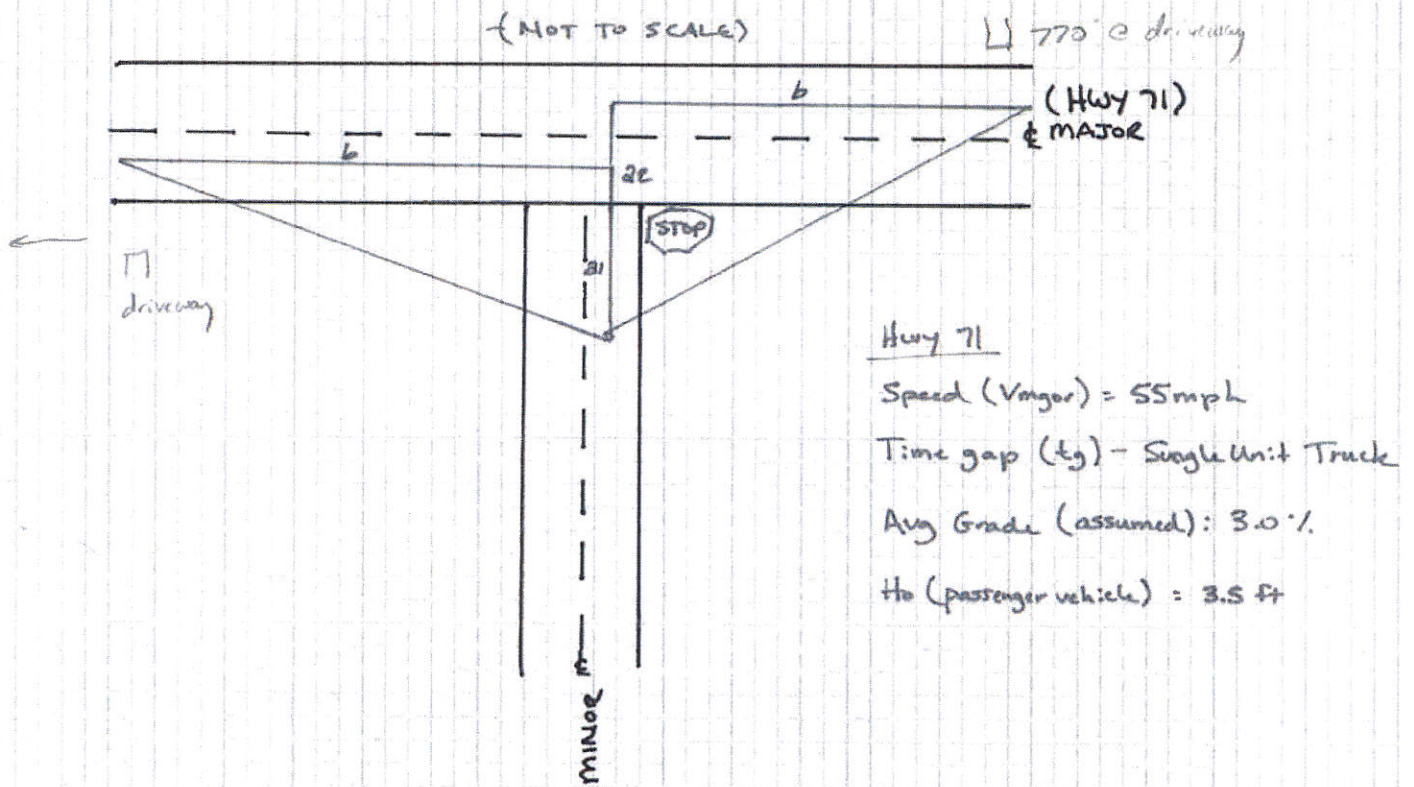 (NOT TO SCALE)
770' @ driveway
b
(HWY 71)
℄ MAJOR
b
a2
STOP
a1
driveway
Hwy 71
Speed (Vmajor) = 55mph
Time gap (tg) - Single Unit Truck
Avg Grade (assumed): 3.0 %
Ho (passenger vehicle) = 3.5 ft
MINOR ℄